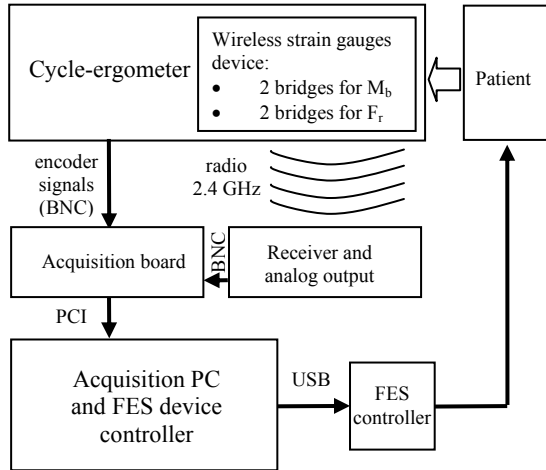 Cycle-ergometer
Wireless strain gauges
device:
• 2 bridges for Mb
• 2 bridges for Fr
Patient
encoder
signals
(BNC)
radio
2.4 GHz
Acquisition board
BNC
Receiver and
analog output
PCI
Acquisition PC
and FES device
controller
USB
FES
controller